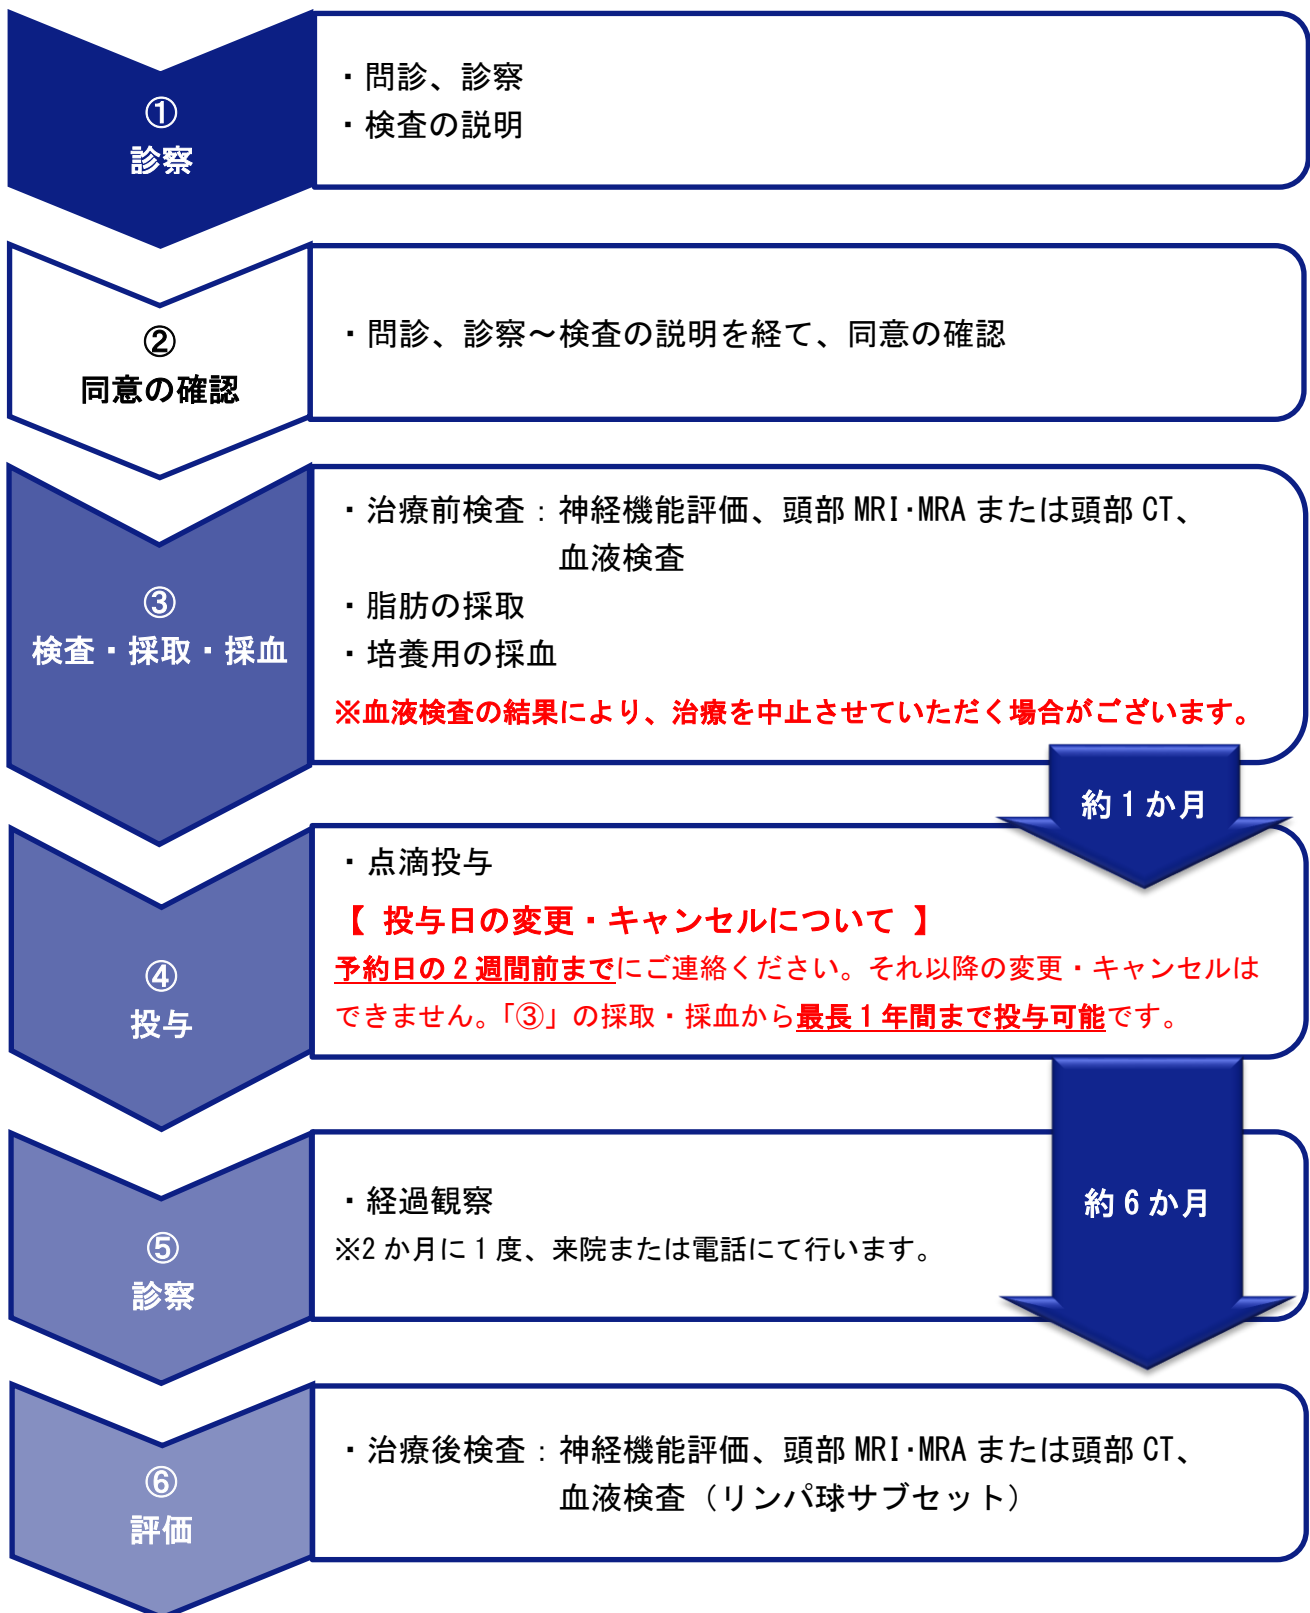 ①
診察
・問診、診察
・検査の説明
②
同意の確認
・問診、診察～検査の説明を経て、同意の確認
③
検査・採取・採血
・治療前検査：神経機能評価、頭部 MRI･MRA または頭部 CT、
血液検査
・脂肪の採取
・培養用の採血
※血液検査の結果により、治療を中止させていただく場合がございます。
約 1 か月
④
投与
・点滴投与
【 投与日の変更・キャンセルについて 】
予約日の 2 週間前までにご連絡ください。それ以降の変更・キャンセルは
できません。「③」の採取・採血から最長 1 年間まで投与可能です。
約 6 か月
⑤
診察
・経過観察
※2 か月に 1 度、来院または電話にて行います。
⑥
評価
・治療後検査：神経機能評価、頭部 MRI･MRA または頭部 CT、
血液検査（リンパ球サブセット）